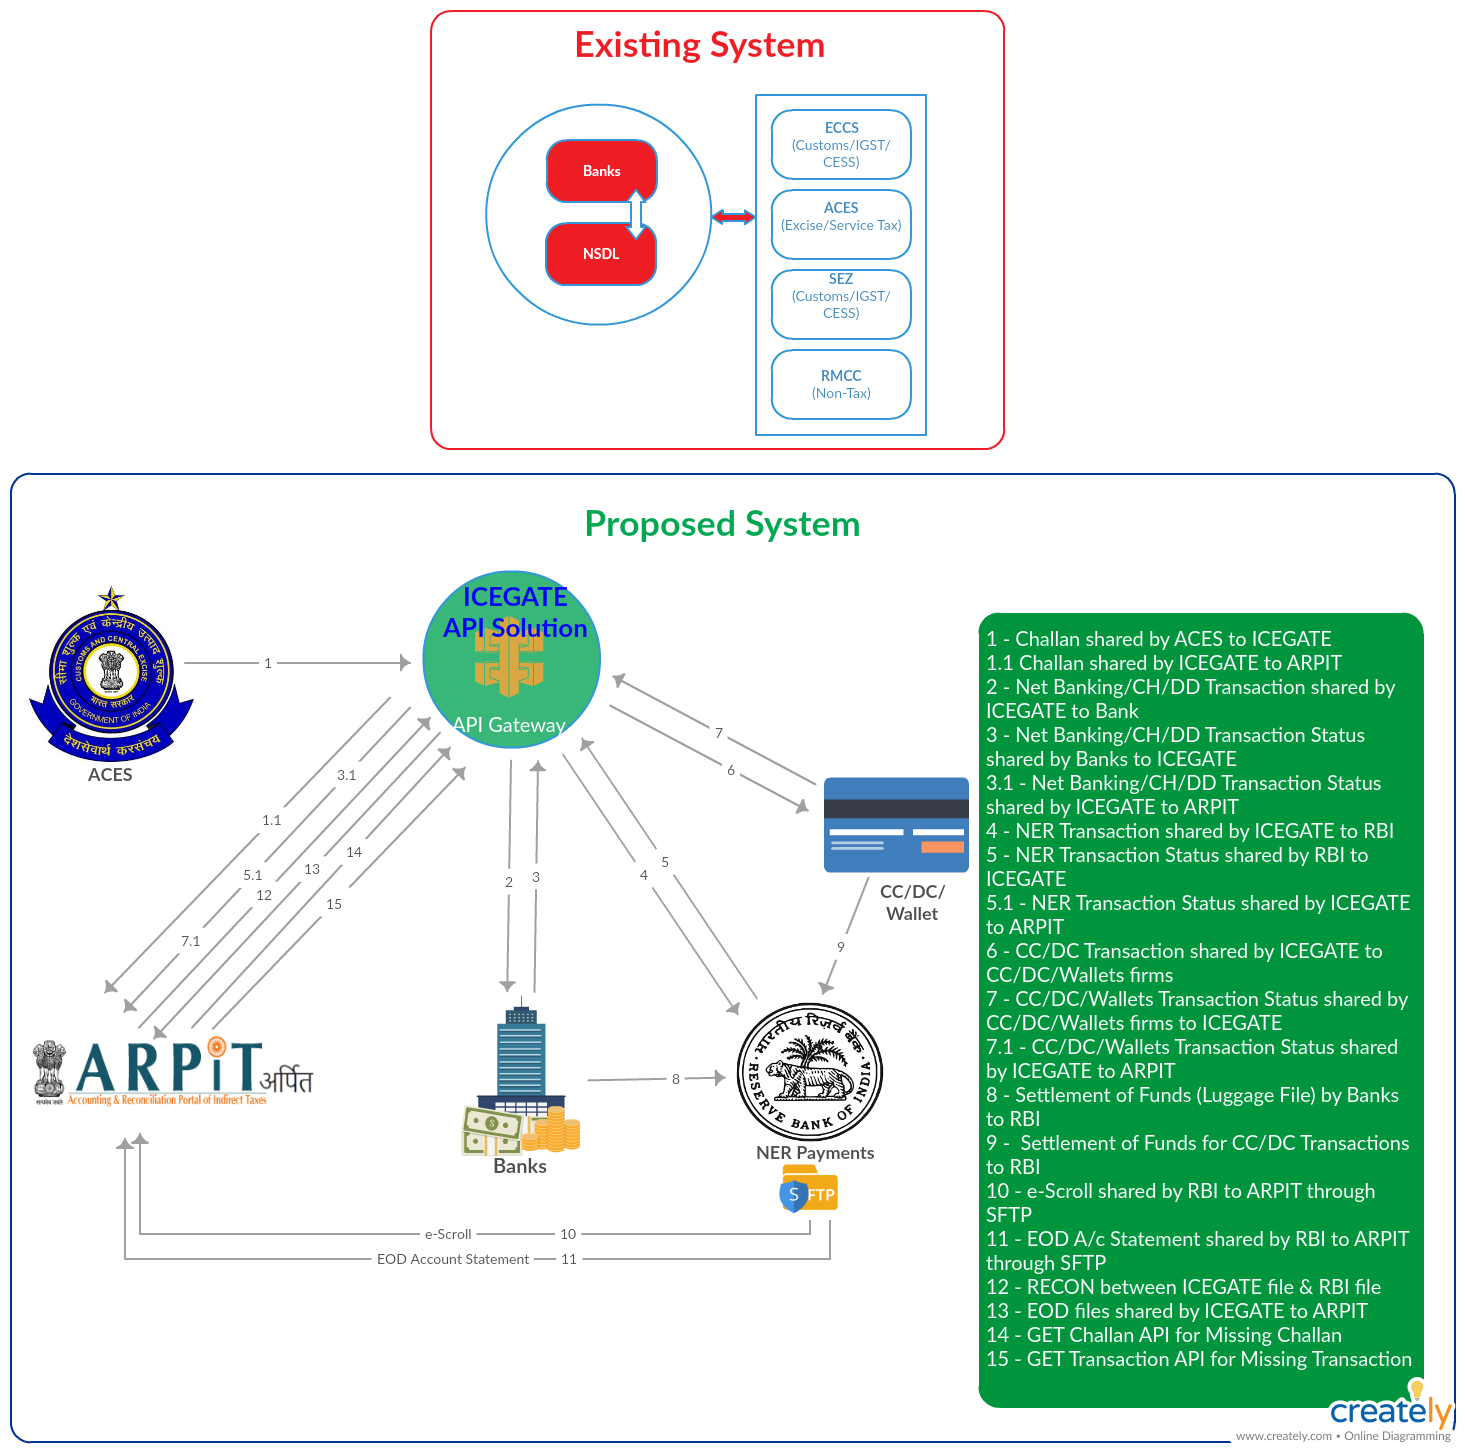 Existing System
Banks
NSDL
ECCS
(Customs/IGST/
CESS)
ACES
(Excise/Service Tax)
SEZ
(Customs/IGST/
CESS)
RMCC
(Non-Tax)
Proposed System
सीमा शुल्क एवं केन्द्रीय उत्पाद शुल्क
CUSTOMS AND CENTRAL EXCISE
भारत सरकार
GOVERNMENT OF INDIA
देशसेवार्थ करसंचय
ACES
1
ICEGATE
API Solution
API Gateway
7
6
3.1
1.1
14
13
5.1
12
15
7.1
2
3
5
4
CC/DC/
Wallet
9
ARPiT
अर्पित
सत्यमेव जयते
Accounting & Reconciliation Portal of Indirect Taxes
Banks
8
भारतीय रिज़र्व बैंक
RESERVE BANK OF INDIA
NER Payments
S FTP
e-Scroll
10
EOD Account Statement
11
1 - Challan shared by ACES to ICEGATE
1.1 Challan shared by ICEGATE to ARPIT
2 - Net Banking/CH/DD Transaction shared by
ICEGATE to Bank
3 - Net Banking/CH/DD Transaction Status
shared by Banks to ICEGATE
3.1 - Net Banking/CH/DD Transaction Status
shared by ICEGATE to ARPIT
4 - NER Transaction shared by ICEGATE to RBI
5 - NER Transaction Status shared by RBI to
ICEGATE
5.1 - NER Transaction Status shared by ICEGATE
to ARPIT
6 - CC/DC Transaction shared by ICEGATE to
CC/DC/Wallets firms
7 - CC/DC/Wallets Transaction Status shared by
CC/DC/Wallets firms to ICEGATE
7.1 - CC/DC/Wallets Transaction Status shared
by ICEGATE to ARPIT
8 - Settlement of Funds (Luggage File) by Banks
to RBI
9 -  Settlement of Funds for CC/DC Transactions
to RBI
10 - e-Scroll shared by RBI to ARPIT through
SFTP
11 - EOD A/c Statement shared by RBI to ARPIT
through SFTP
12 - RECON between ICEGATE file & RBI file
13 - EOD files shared by ICEGATE to ARPIT
14 - GET Challan API for Missing Challan
15 - GET Transaction API for Missing Transaction
creately
www.creately.com • Online Diagramming